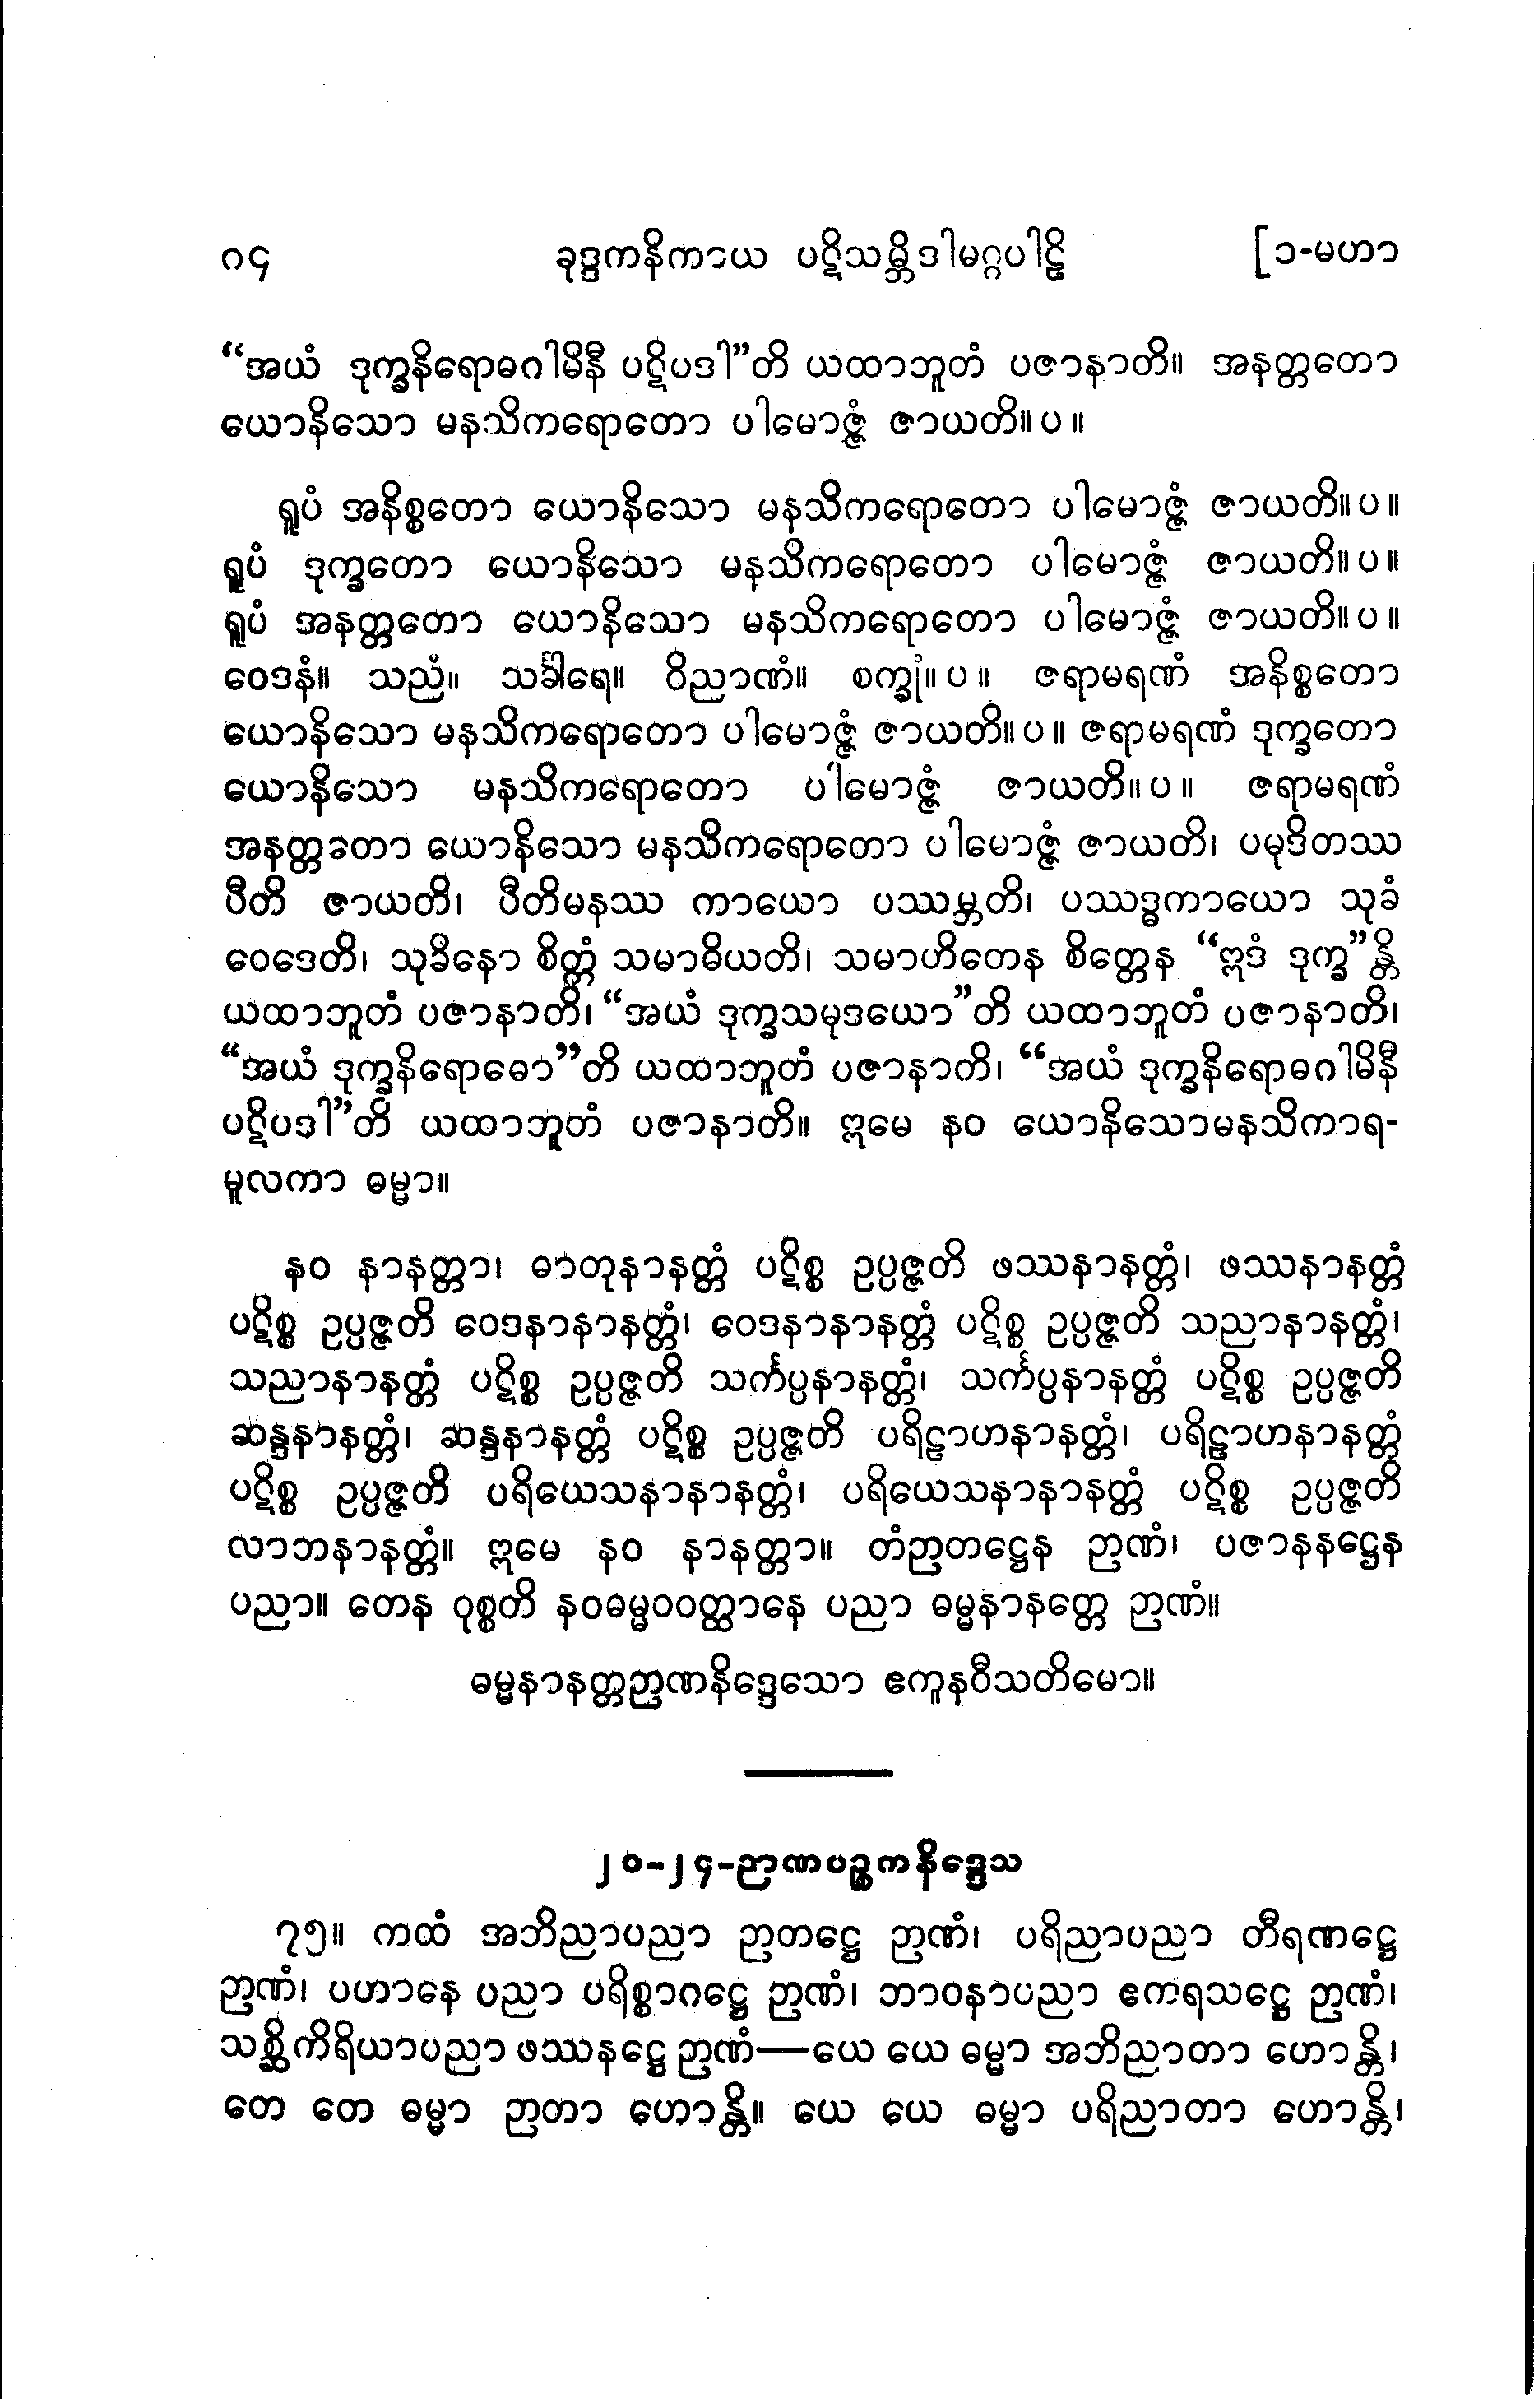 ၈၄ ခုဒ္ဒကနိကာယ ပဋိသမ္ဘိဒါမဂ္ဂပါဠိ [၁-မဟာ
“အယံ ဒုက္ခနိရောဓဂါမိနီ ပဋိပဒါ”တိ ယထာဘူတံ ပဇာနာတိ။ အနတ္တတော
ယောနိသော မနသိကရောတော ပါမောဇ္ဇံ ဇာယတိ။ပ။
ရူပံ အနိစ္စတော ယောနိသော မနသိကရောတော ပါမောဇ္ဇံ ဇာယတိ။ပ။
ရူပံ ဒုက္ခတော ယောနိသော မနသိကရောတော ပါမောဇ္ဇံ ဇာယတိ။ပ။
ရူပံ အနတ္တတော ယောနိသော မနသိကရောတော ပါမောဇ္ဇံ ဇာယတိ။ပ။
ဝေဒနံ။ သညံ။ သင်္ခါရေ။ ဝိညာဏံ။ စက္ခုံ။ပ။ ဇရာမရဏံ အနိစ္စတော
ယောနိသော မနသိကရောတော ပါမောဇ္ဇံ ဇာယတိ။ပ။ ဇရာမရဏံ ဒုက္ခတော
ယောနိသော မနသိကရောတော ပါမောဇ္ဇံ ဇာယတိ။ပ။ ဇရာမရဏံ
အနတ္တတော ယောနိသော မနသိကရောတော ပါမောဇ္ဇံ ဇာယတိ၊ ပမုဒိတဿ
ပီတိ ဇာယတိ၊ ပီတိမနဿ ကာယော ပဿမ္ဘတိ၊ ပဿဒ္ဓကာယော သုခံ
ဝေဒေတိ၊ သုခိနော စိတ္တံ သမာဓိယတိ၊ သမာဟိတေန စိတ္တေန “ဣဒံ ဒုက္ခ”န္တိ
ယထာဘူတံ ပဇာနာတိ၊ “အယံ ဒုက္ခသမုဒယော”တိ ယထာဘူတံ ပဇာနာတိ၊
“အယံ ဒုက္ခနိရောဓော”တိ ယထာဘူတံ ပဇာနာတိ၊ “အယံ ဒုက္ခနိရောဓဂါမိနီ
ပဋိပဒါ”တိ ယထာဘူတံ ပဇာနာတိ။ ဣမေ နဝ ယောနိသောမနသိကာရ-
မူလကာ ဓမ္မာ။
နဝ နာနတ္တာ၊ ဓာတုနာနတ္တံ ပဋိစ္စ ဥပ္ပဇ္ဇတိ ဖဿနာနတ္တံ၊ ဖဿနာနတ္တံ
ပဋိစ္စ ဥပ္ပဇ္ဇတိ ဝေဒနာနာနတ္တံ၊ ဝေဒနာနာနတ္တံ ပဋိစ္စ ဥပ္ပဇ္ဇတိ သညာနာနတ္တံ၊
သညာနာနတ္တံ ပဋိစ္စ ဥပ္ပဇ္ဇတိ သင်္ကပ္ပနာနတ္တံ၊ သင်္ကပ္ပနာနတ္တံ ပဋိစ္စ ဥပ္ပဇ္ဇတိ
ဆန္ဒနာနတ္တံ၊ ဆန္ဒနာနတ္တံ ပဋိစ္စ ဥပ္ပဇ္ဇတိ ပရိဠာဟနာနတ္တံ၊ ပရိဠာဟနာနတ္တံ
ပဋိစ္စ ဥပ္ပဇ္ဇတိ ပရိယေသနာနာနတ္တံ၊ ပရိယေသနာနာနတ္တံ ပဋိစ္စ ဥပ္ပဇ္ဇတိ
လာဘနာနတ္တံ။ ဣမေ နဝ နာနတ္တာ။ တံဉာတဋ္ဌေန ဉာဏံ၊ ပဇာနနဋ္ဌေန
ပညာ။ တေန ဝုစ္စတိ နဝဓမ္မဝဝတ္ထာနေ ပညာ ဓမ္မနာနတ္တေ ဉာဏံ။
ဓမ္မနာနတ္တဉာဏနိဒ္ဒေသော ဧကူနဝီသတိမော။
၂၀-၂၄-ဉာဏပဉ္စကနိဒ္ဒေသ
၇၅။ ကထံ အဘိညာပညာ ဉာတဋ္ဌေ ဉာဏံ၊ ပရိညာပညာ တီရဏဋ္ဌေ
ဉာဏံ၊ ပဟာနေ ပညာ ပရိစ္စာဂဋ္ဌေ ဉာဏံ၊ ဘာဝနာပညာ ဧကရသဋ္ဌေ ဉာဏံ၊
သစ္ဆိကိရိယာပညာ ဖဿနဋ္ဌေ ဉာဏံ—ယေ ယေ ဓမ္မာ အဘိညာတာ ဟောန္တိ၊
တေ တေ ဓမ္မာ ဉာတာ ဟောန္တိ။ ယေ ယေ ဓမ္မာ ပရိညာတာ ဟောန္တိ၊